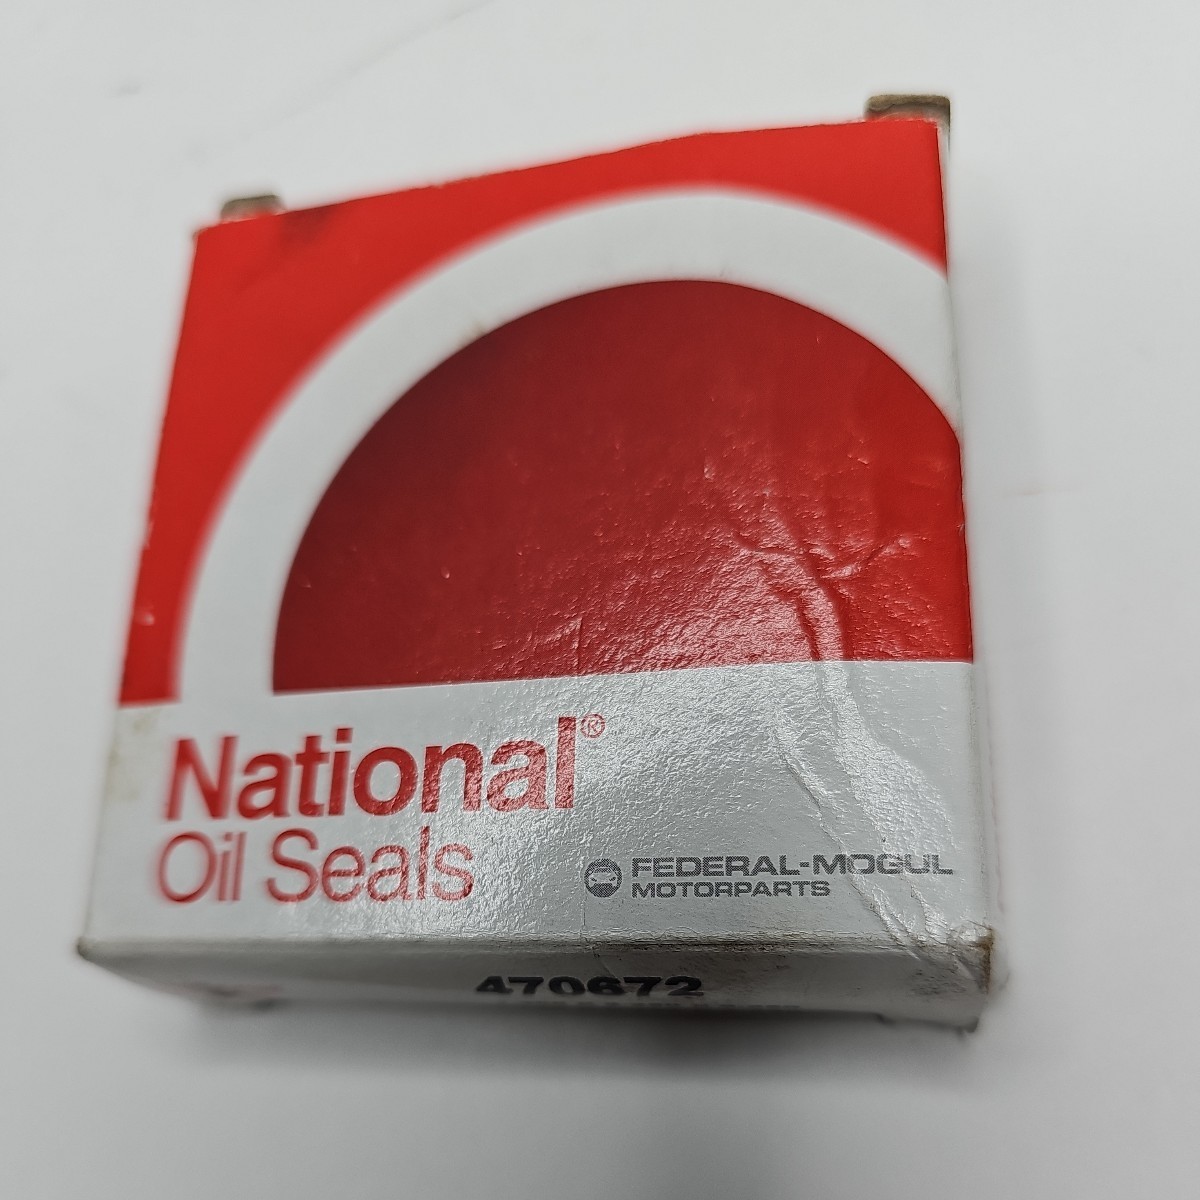 National®
Oil Seals
FEDERAL-MOGUL
MOTORPARTS
470672